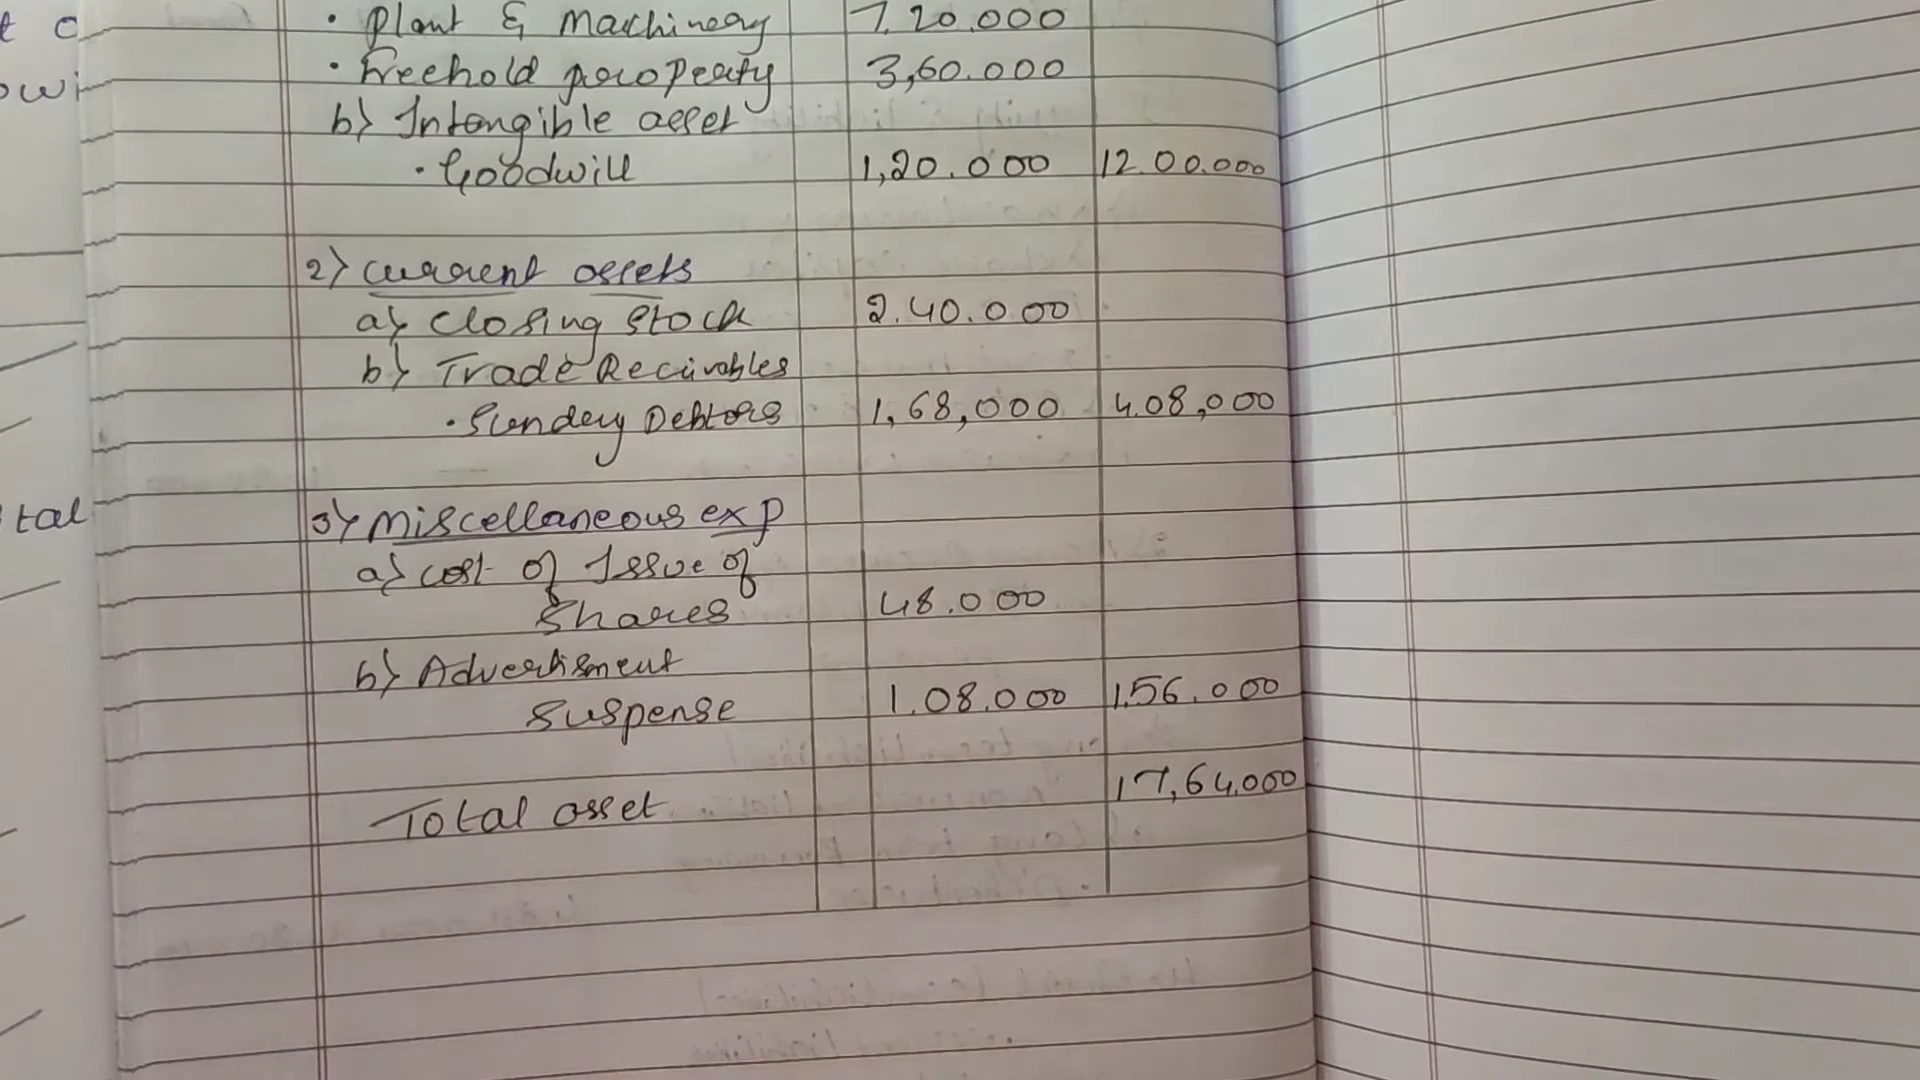 t c
• Plant & Machinery 7,20.000
owi
• Freehold property 3,60.000
b) Intangible asset
• Goodwill 1,20.000 12.00.000
2) Current assets
a) Closing Stock 2.40.000
b) Trade Recivables
• Sundery Debtors 1,68,000 4.08,000
3) Miscellaneous exp
tal
a) cost of Issue of
Shares 48.000
b) Advertisment
Suspense 1.08.000 1.56.000
Total asset 17,64,000